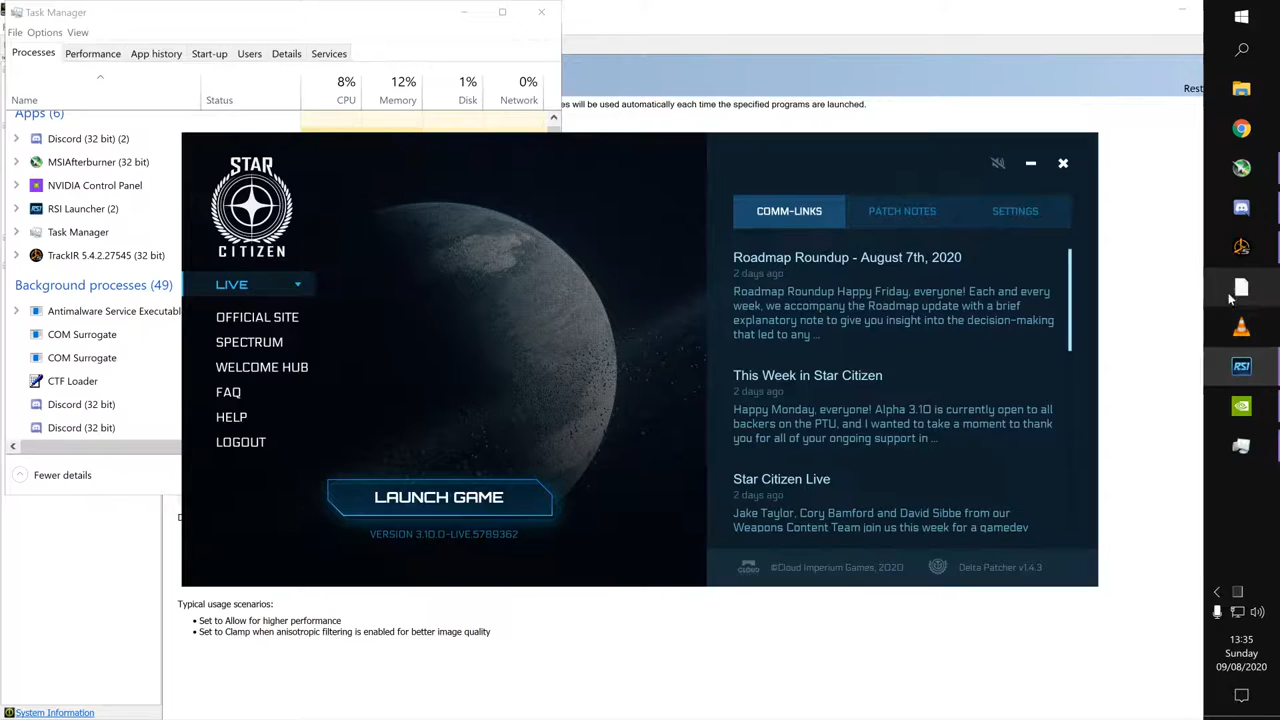 Task Manager
File Options View
Processes Performance App history Start-up Users Details Services
8% 12% 1% 0%
Name Status CPU Memory Disk Network
Apps (6)
Discord (32 bit) (2)
MSIAfterburner (32 bit)
NVIDIA Control Panel
RSI Launcher (2)
Task Manager
TrackIR 5.4.2.27545 (32 bit)
Background processes (49)
Antimalware Service Executabl
COM Surrogate
COM Surrogate
CTF Loader
Discord (32 bit)
Discord (32 bit)
Fewer details
Rest
es will be used automatically each time the specified programs are launched.
STAR
CITIZEN
LIVE
OFFICIAL SITE
SPECTRUM
WELCOME HUB
FAQ
HELP
LOGOUT
LAUNCH GAME
VERSION 3.10.0-LIVE.5789362
COMM-LINKS PATCH NOTES SETTINGS
Roadmap Roundup - August 7th, 2020
2 days ago
Roadmap Roundup Happy Friday, everyone! Each and every
week, we accompany the Roadmap update with a brief
explanatory note to give you insight into the decision-making
that led to any ...
This Week in Star Citizen
2 days ago
Happy Monday, everyone! Alpha 3.10 is currently open to all
backers on the PTU, and I wanted to take a moment to thank
you for all of your ongoing support in ...
Star Citizen Live
2 days ago
Jake Taylor, Cory Bamford and David Sibbe from our
Weapons Content Team join us this week for a gamedev
CLOUD
©Cloud Imperium Games, 2020 Delta Patcher v1.4.3
D
Typical usage scenarios:
• Set to Allow for higher performance
• Set to Clamp when anisotropic filtering is enabled for better image quality
System Information
RSI
13:35
Sunday
09/08/2020